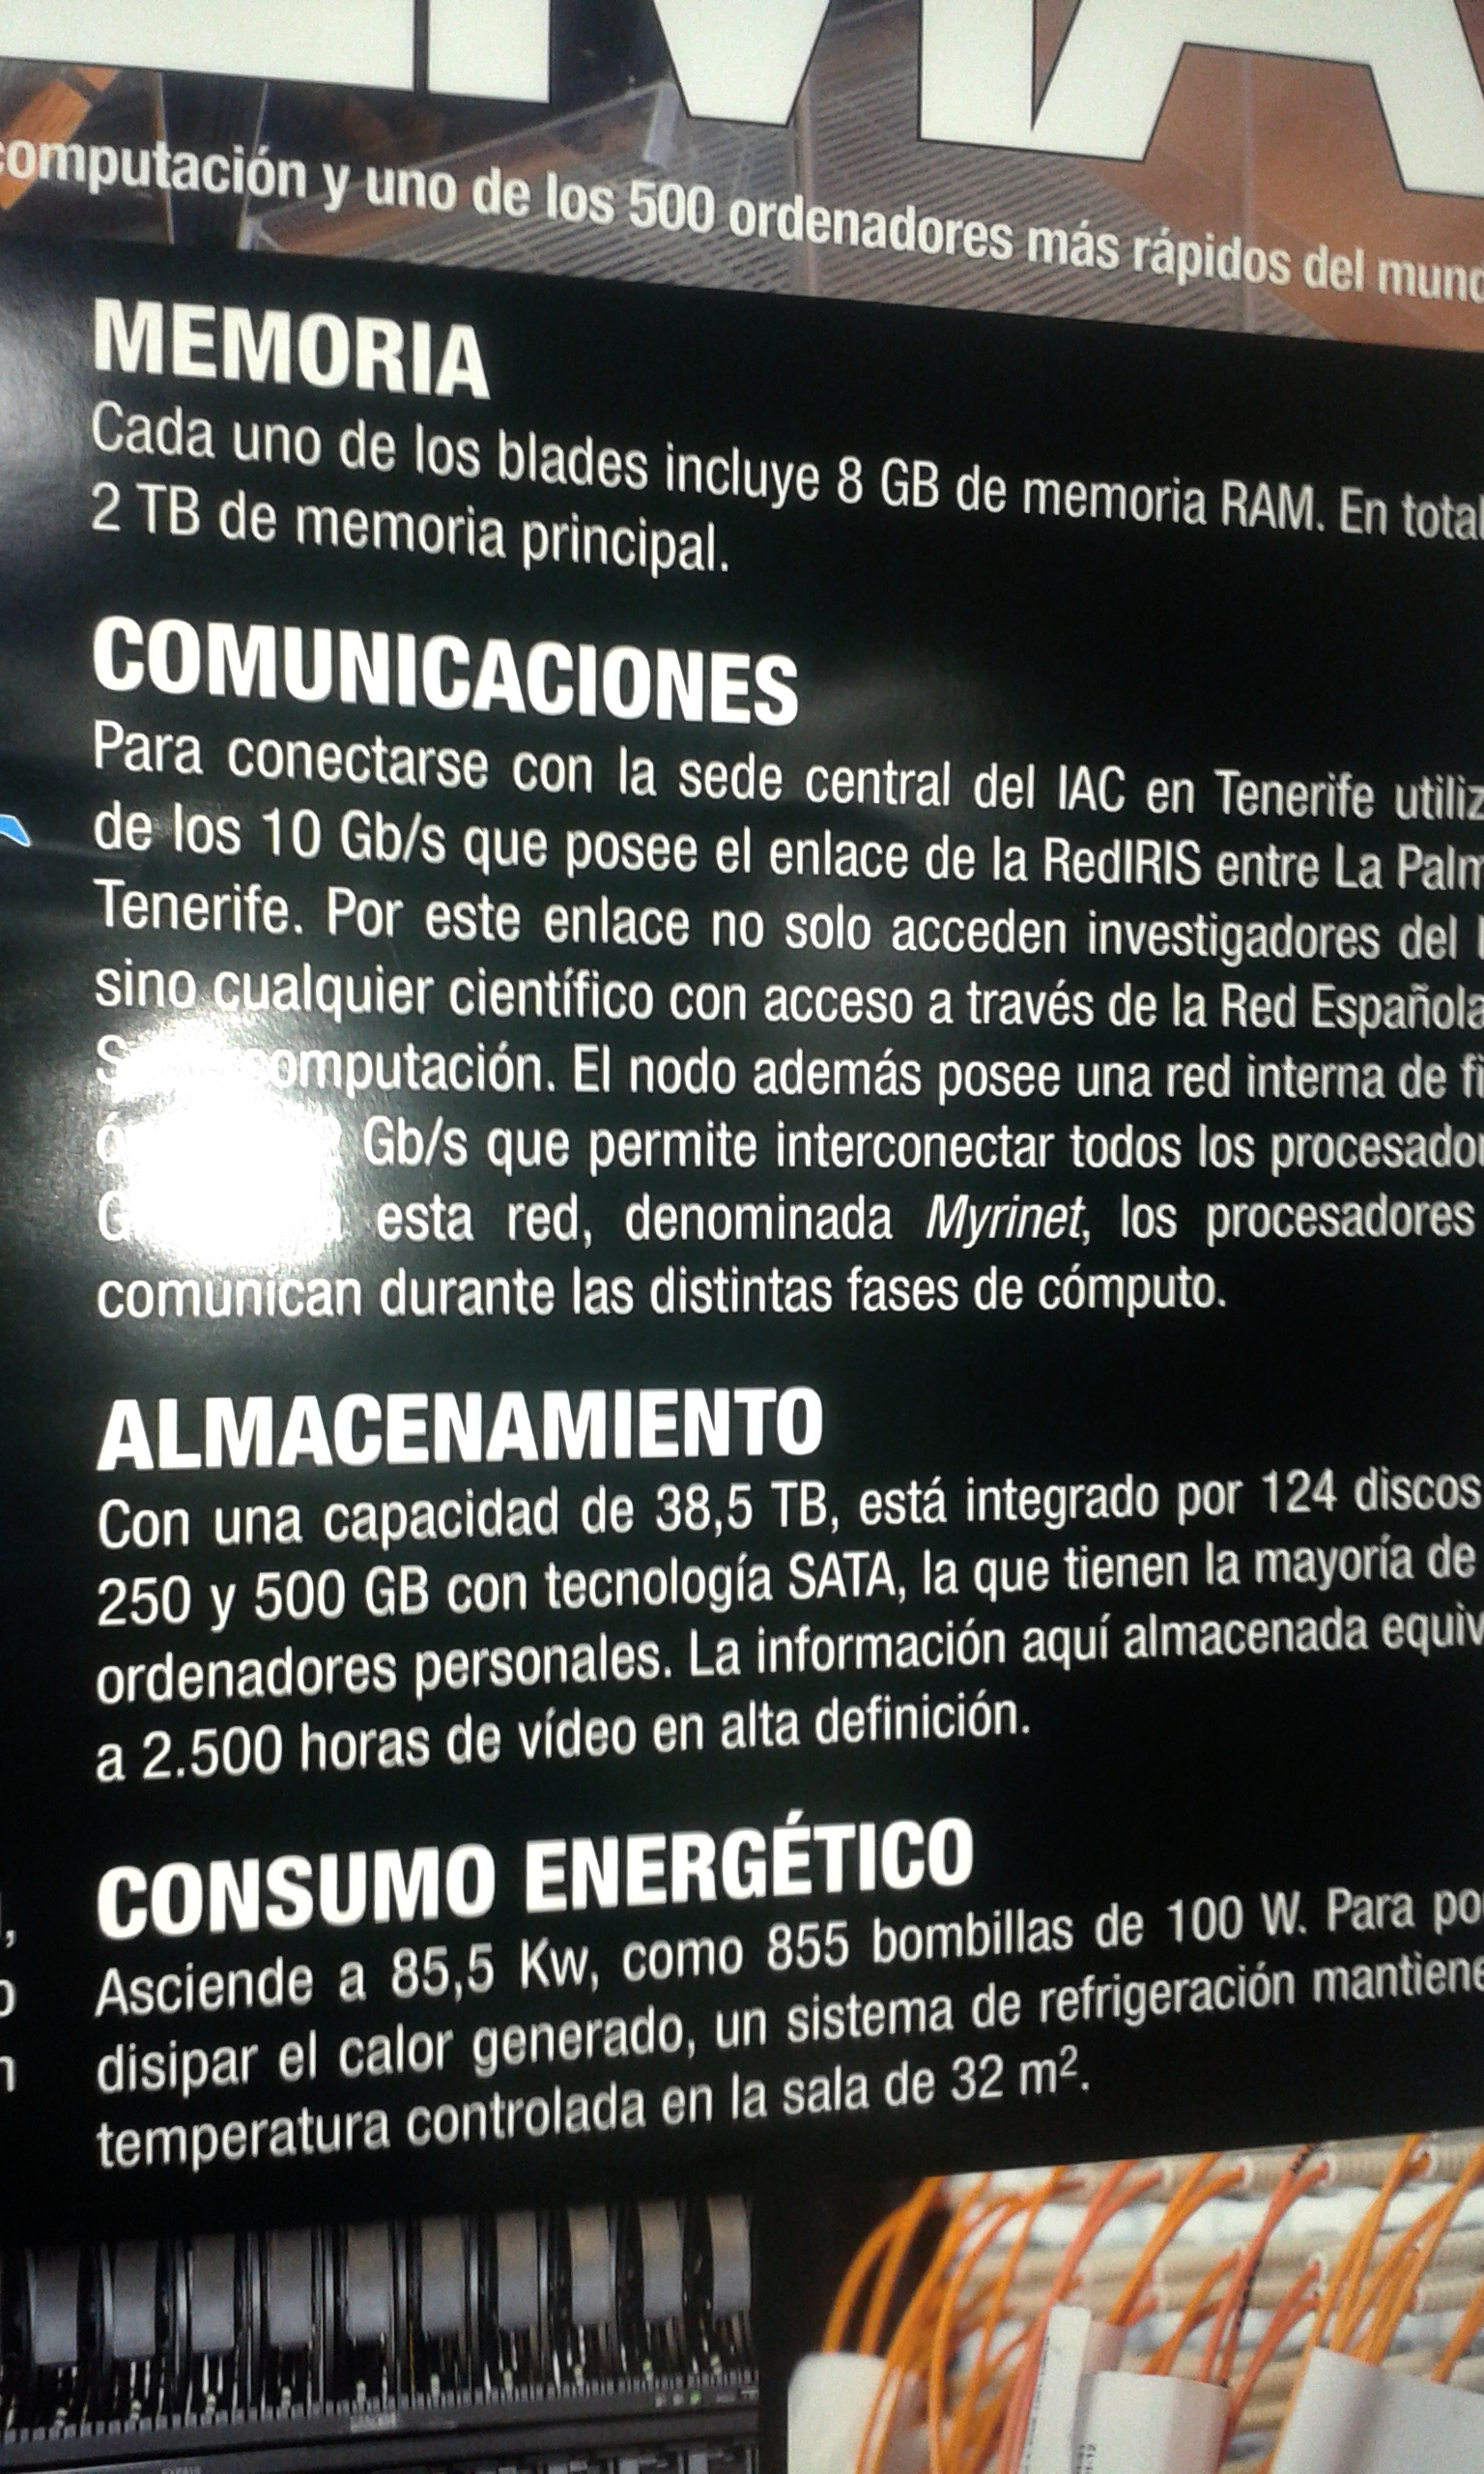 computación y uno de los 500 ordenadores más rápidos del
MEMORIA
Cada uno de los blades incluye 8 GB de memoria RAM. En total
2 TB de memoria principal.
COMUNICACIONES
Para conectarse con la sede central del IAC en Tenerife
de los 10 Gb/s que posee el enlace de la RedIRIS entre La
Tenerife. Por este enlace no solo acceden investigadores del
sino cualquier científico con acceso a través de la Red Española
computación. El nodo además posee una red interna de
Gb/s que permite interconectar todos los
esta red, denominada Myrinet, los procesadores
comunican durante las distintas fases de cómputo.
ALMACENAMIENTO
Con una capacidad de 38,5 TB, está integrado por 124 discos
250 y 500 GB con tecnología SATA, la que tienen la mayoría de
ordenadores personales. La información aquí almacenada
a 2.500 horas de vídeo en alta definición.
CONSUMO ENERGÉTICO
Asciende a 85,5 Kw, como 855 bombillas de 100 W. Para
disipar el calor generado, un sistema de refrigeración mantiene
temperatura controlada en la sala de 32 m².